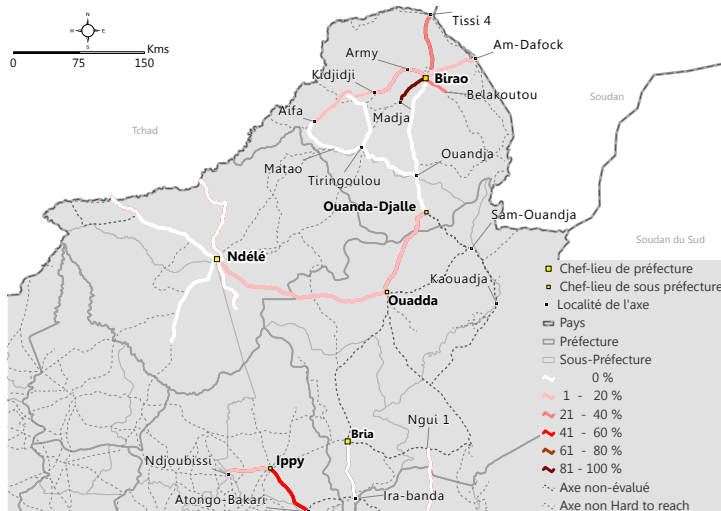 N
W E
S
0 75 150 Kms
Tissi 4
Am-Dafock
Army
Kidjidji
Birao
Belakoutou
Aifa
Madja
Soudan
Tchad
Matao
Tiringoulou
Ouandja
Ouanda-Djalle
Sam-Ouandja
Soudan du Sud
Ndélé
Kaouadja
Ouadda
Chef-lieu de préfecture
Chef-lieu de sous préfecture
Localité de l'axe
Pays
Préfecture
Sous-Préfecture
0 %
1 - 20 %
21 - 40 %
41 - 60 %
61 - 80 %
81 - 100 %
Axe non-évalué
Axe non Hard to reach
Ngui 1
Bria
Ndjoubissi
Ippy
Atongo-Bakari
Ira-banda